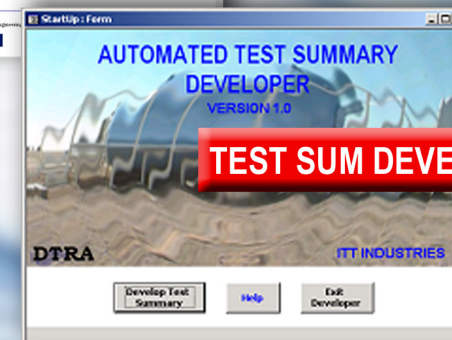 StartUp : Form
AUTOMATED TEST SUMMARY
DEVELOPER
VERSION 1.0
TEST SUM DEVE
DTRA
ITT INDUSTRIES
Develop Test
Summary
Help
Exit
Developer